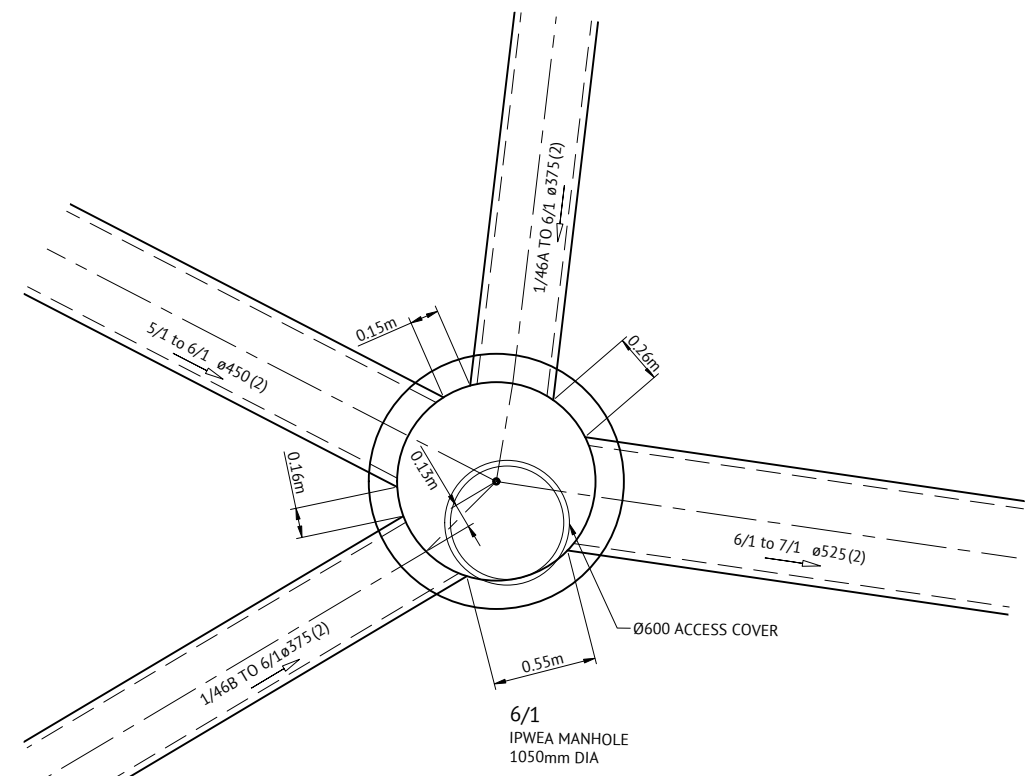 1/46A TO 6/1 ø375(2)
0.15m
0.26m
5/1 to 6/1 ø450(2)
0.16m
0.13m
6/1 to 7/1 ø525(2)
1/46B TO 6/1ø375(2)
Ø600 ACCESS COVER
0.55m
6/1
IPWEA MANHOLE
1050mm DIA